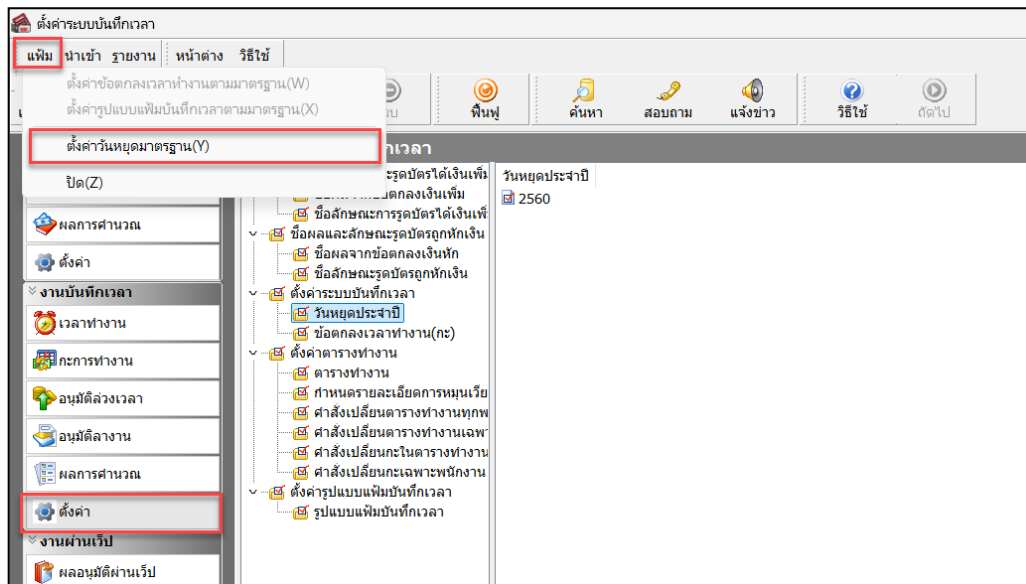 ตั้งค่าระบบบันทึกเวลา
แฟ้ม นำเข้า รายงาน หน้าต่าง วิธีใช้
ตั้งค่าข้อตกลงเวลาทำงานตามมาตรฐาน(W)
ตั้งค่ารูปแบบแฟ้มบันทึกเวลาตามมาตรฐาน(X)
ตั้งค่าวันหยุดมาตรฐาน(Y)
ปิด(Z)
ฟื้นฟู ค้นหา สอบถาม แจ้งข่าว วิธีใช้ ถัดไป
ผลการคำนวณ
ตั้งค่า
งานบันทึกเวลา
เวลาทำงาน
กะการทำงาน
อนุมัติล่วงเวลา
อนุมัติลางาน
ผลการคำนวณ
ตั้งค่า
งานผ่านเว็ป
ผลอนุมัติผ่านเว็ป
ชื่อลักษณะการรูดบัตรได้เงินเพิ่
ชื่อผลและลักษณะรูดบัตรถูกหักเงิน
ชื่อผลจากข้อตกลงเงินหัก
ชื่อลักษณะรูดบัตรถูกหักเงิน
ตั้งค่าระบบบันทึกเวลา
วันหยุดประจำปี
ข้อตกลงเวลาทำงาน(กะ)
ตั้งค่าตารางทำงาน
ตารางทำงาน
กำหนดรายละเอียดการหมุนเวีย
คำสั่งเปลี่ยนตารางทำงานทุกพ
คำสั่งเปลี่ยนตารางทำงานเฉพา
คำสั่งเปลี่ยนกะในตารางทำงาน
คำสั่งเปลี่ยนกะเฉพาะพนักงาน
ตั้งค่ารูปแบบแฟ้มบันทึกเวลา
รูปแบบแฟ้มบันทึกเวลา
วันหยุดประจำปี
2560